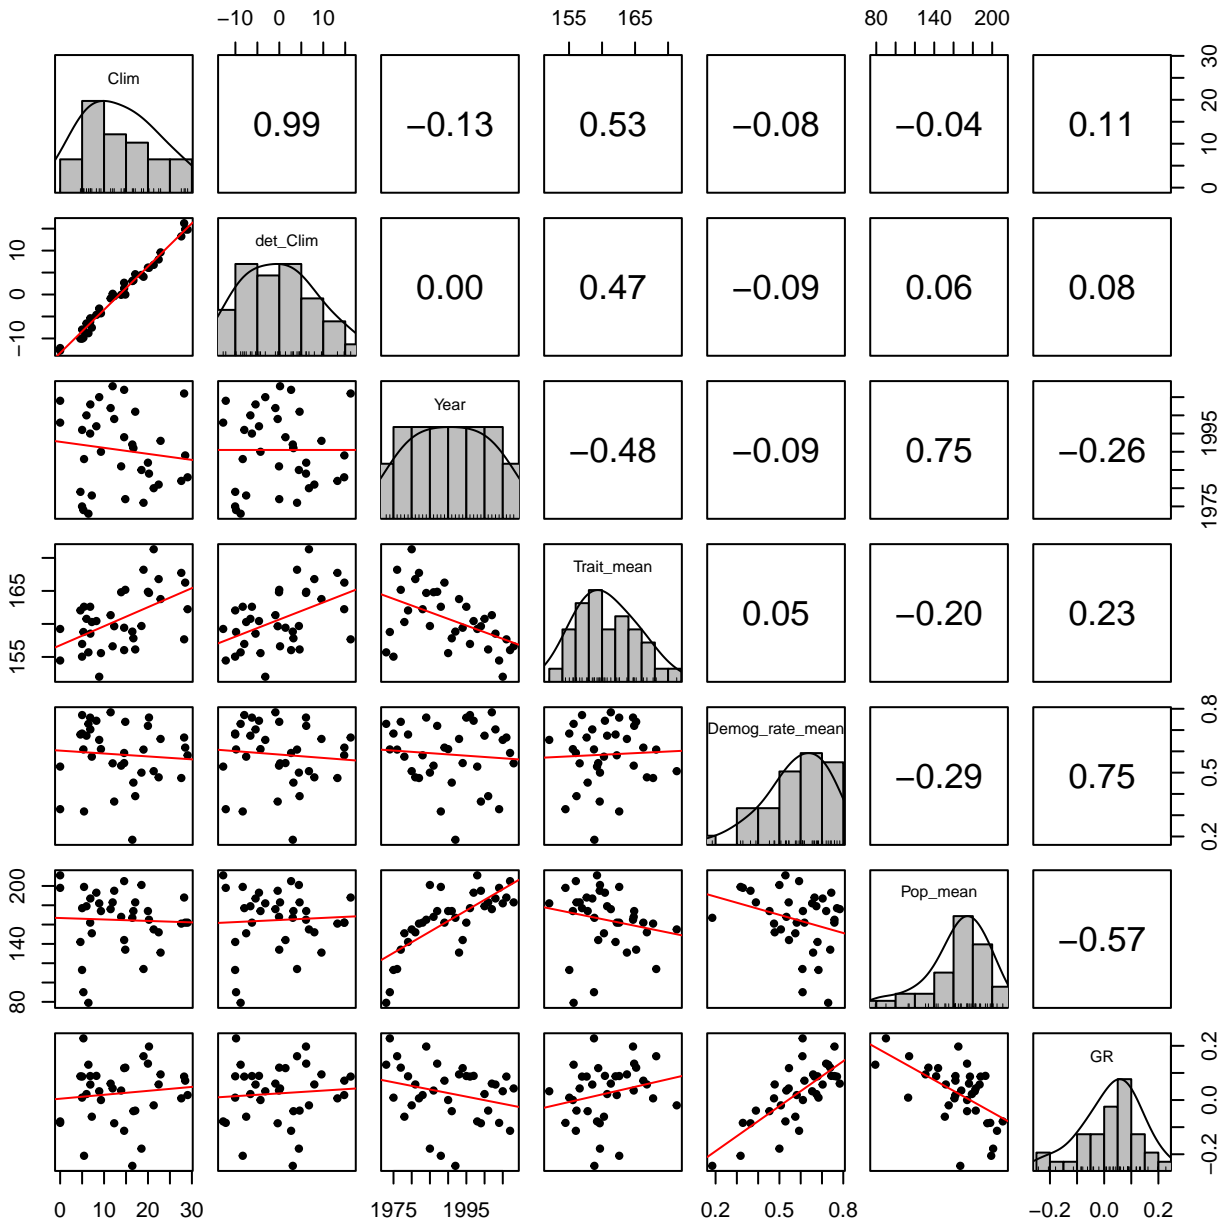 −10 0 10 155 165 80 140 200
Clim 0.99 −0.13 0.53 −0.08 −0.04 0.11 0 10 20 30
−10 0 10 det_Clim 0.00 0.47 −0.09 0.06 0.08
Year −0.48 −0.09 0.75 −0.26 1975 1995
155 165 Trait_mean 0.05 −0.20 0.23
Demog_rate_mean −0.29 0.75 0.2 0.5 0.8
80 140 200 Pop_mean −0.57
GR −0.2 0.0 0.2
0 10 20 30 1975 1995 0.2 0.4 0.6 0.8 −0.2 0.0 0.2